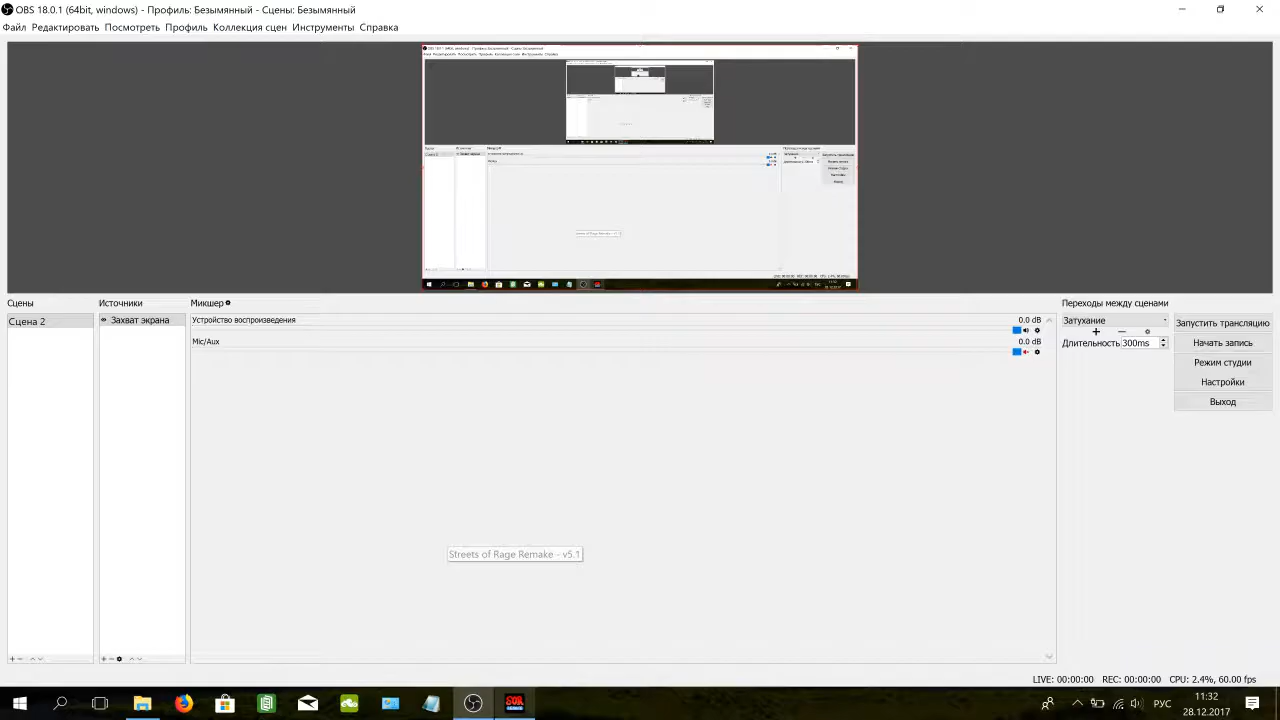 OBS 18.0.1 (64bit, windows) - Профиль: Безымянный - Сцены: Безымянный
Файл Редактировать Посмотреть Профиль Коллекция сцен Инструменты Справка
Сцены
Источники
Микшер
Переходы между сценами
Сцена 2
Захват экрана
Устройство воспроизведения
0.0 dB
Mic/Aux
0.0 dB
Затухание
Длительность 300ms
Запустить трансляцию
Начать запись
Режим студии
Настройки
Выход
Streets of Rage Remake - v5.1
LIVE: 00:00:00 REC: 00:00:00 CPU: 2.4%, 10.00 fps
SOR
РУС
11:32
28.12.2017